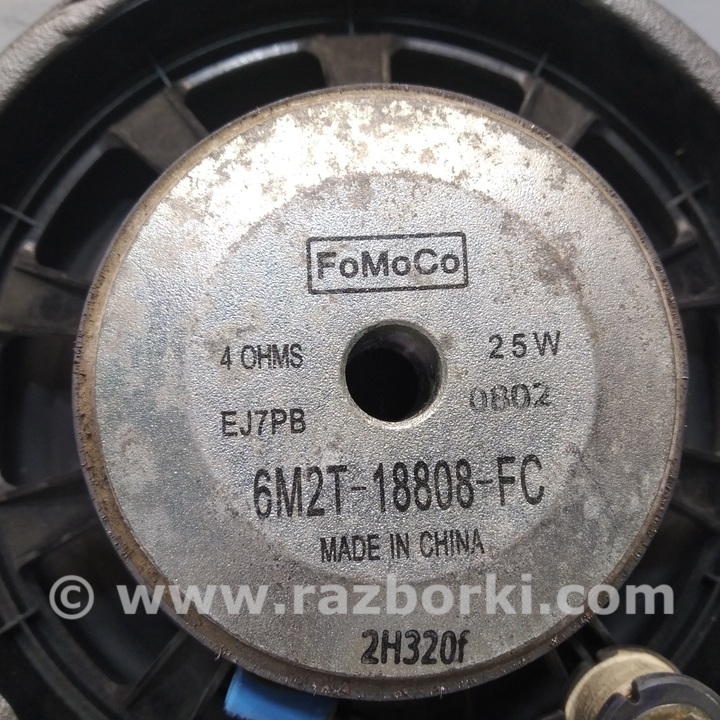 FoMoCo
4 OHMS 25W
EJ7PB 0802
6M2T-18808-FC
MADE IN CHINA
© www.razborki.com
2H320f